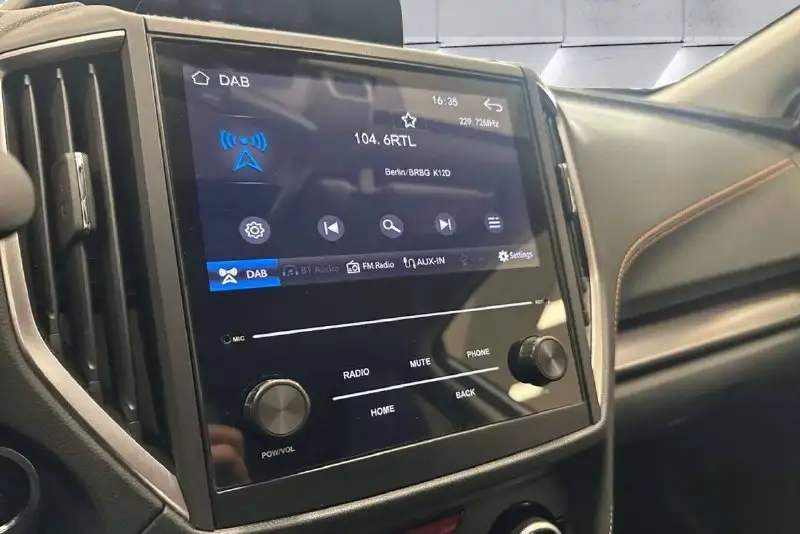 DAB
16:35
229.72MHz
104.6RTL
Berlin/BRBG K12D
DAB
BT Audio
FM Radio
AUX-IN
Settings
MIC
RADIO
MUTE
PHONE
HOME
BACK
POW/VOL